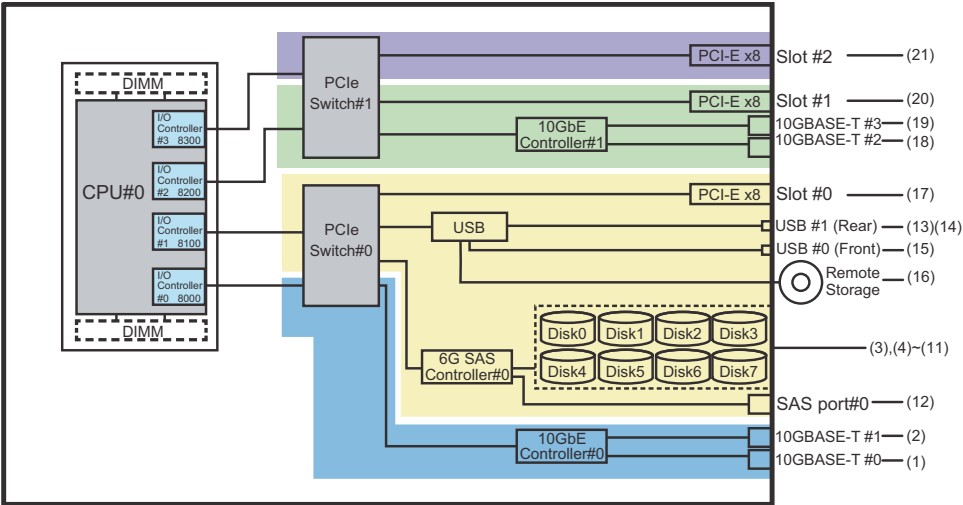 DIMM
CPU#0
I/O
Controller
#3 8300
I/O
Controller
#2 8200
I/O
Controller
#1 8100
I/O
Controller
#0 8000
DIMM
PCIe
Switch#1
PCIe
Switch#0
PCI-E x8
Slot #2
(21)
PCI-E x8
Slot #1
(20)
10GbE
Controller#1
10GBASE-T #3
(19)
10GBASE-T #2
(18)
PCI-E x8
Slot #0
(17)
USB
USB #1 (Rear)
(13)(14)
USB #0 (Front)
(15)
Remote
Storage
(16)
Disk0
Disk1
Disk2
Disk3
Disk4
Disk5
Disk6
Disk7
(3),(4)~(11)
6G SAS
Controller#0
SAS port#0
(12)
10GbE
Controller#0
10GBASE-T #1
(2)
10GBASE-T #0
(1)